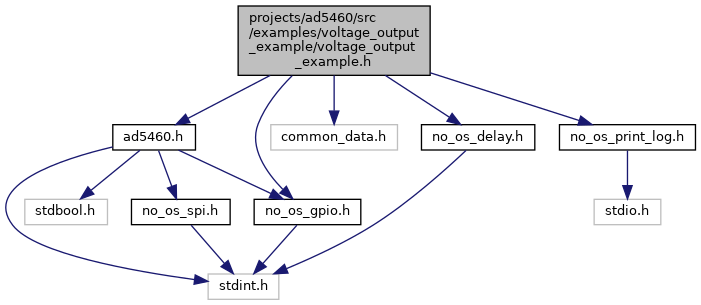 projects/ad5460/src
/examples/voltage_output
_example/voltage_output
_example.h
ad5460.h
common_data.h
no_os_delay.h
no_os_print_log.h
stdbool.h
no_os_spi.h
no_os_gpio.h
stdio.h
stdint.h